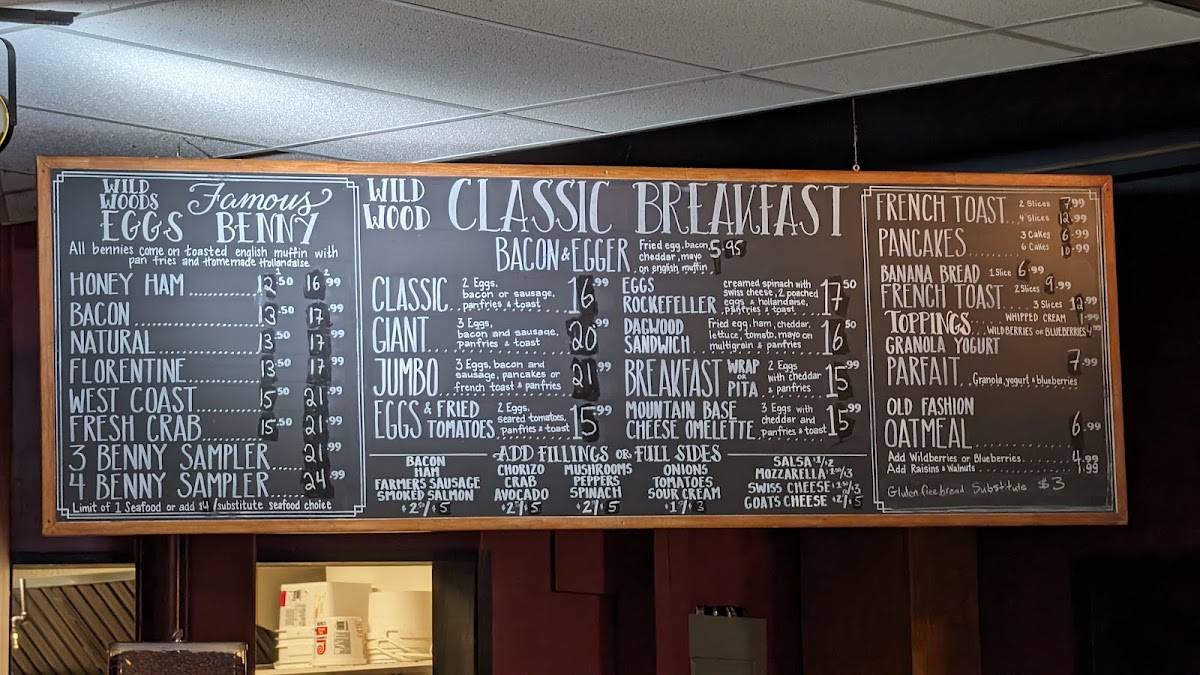 WILD WOODS Famous
EGGS BENNY
All bennies come on toasted english muffin with
pan fries and Homemade Hollandaise
1 2
HONEY HAM 12.50 16.99
BACON 13.50 17.99
NATURAL 13.50 17.99
FLORENTINE 13.50 17.99
WEST COAST 15.50 21.99
FRESH CRAB 15.50 21.99
3 BENNY SAMPLER 21.99
4 BENNY SAMPLER 24.99
Limit of 1 Seafood or add $4 /substitute seafood choice
WILD WOOD CLASSIC BREAKFAST
BACON & EGGER Fried egg, bacon, cheddar, mayo on english muffin 5.95
CLASSIC 2 Eggs, bacon or sausage, panfries & toast 16.99
GIANT 3 Eggs, bacon and sausage, panfries & toast 20.99
JUMBO 3 Eggs, bacon and sausage, pancakes or french toast & panfries 21.99
EGGS & FRIED TOMATOES 2 Eggs, seared tomatoes, panfries & toast 15.99
EGGS ROCKEFELLER creamed spinach with swiss cheese, 2 poached eggs & hollandaise, panfries & toast 17.50
DAGWOOD SANDWICH Fried egg, ham, cheddar, lettuce, tomato, mayo on multigrain & panfries 16.50
BREAKFAST WRAP OR PITA 2 Eggs with cheddar & panfries 15.99
MOUNTAIN BASE CHEESE OMELETTE 3 Eggs with cheddar and panfries & toast 15.99
ADD FILLINGS OR FULL SIDES
BACON
HAM
FARMERS SAUSAGE
SMOKED SALMON
CHORIZO
CRAB
AVOCADO
MUSHROOMS
PEPPERS
SPINACH
ONIONS
TOMATOES
SOUR CREAM
SALSA
MOZZARELLA
SWISS CHEESE
GOATS CHEESE
FRENCH TOAST 2 Slices 7.99
4 Slices 12.99
PANCAKES 3 Cakes 6.99
6 Cakes 10.99
BANANA BREAD 1 Slice 6.99
FRENCH TOAST 2 Slices 9.99
3 Slices 12.99
TOPPINGS WHIPPED CREAM 1.99
WILDBERRIES OR BLUEBERRIES 4.99
GRANOLA YOGURT
PARFAIT 7.99
Granola, yogurt & blueberries
OLD FASHION
OATMEAL 6.99
Add Wildberries or Blueberries 4.99
Add Raisins & Walnuts 1.99
Gluten free bread Substitute $3